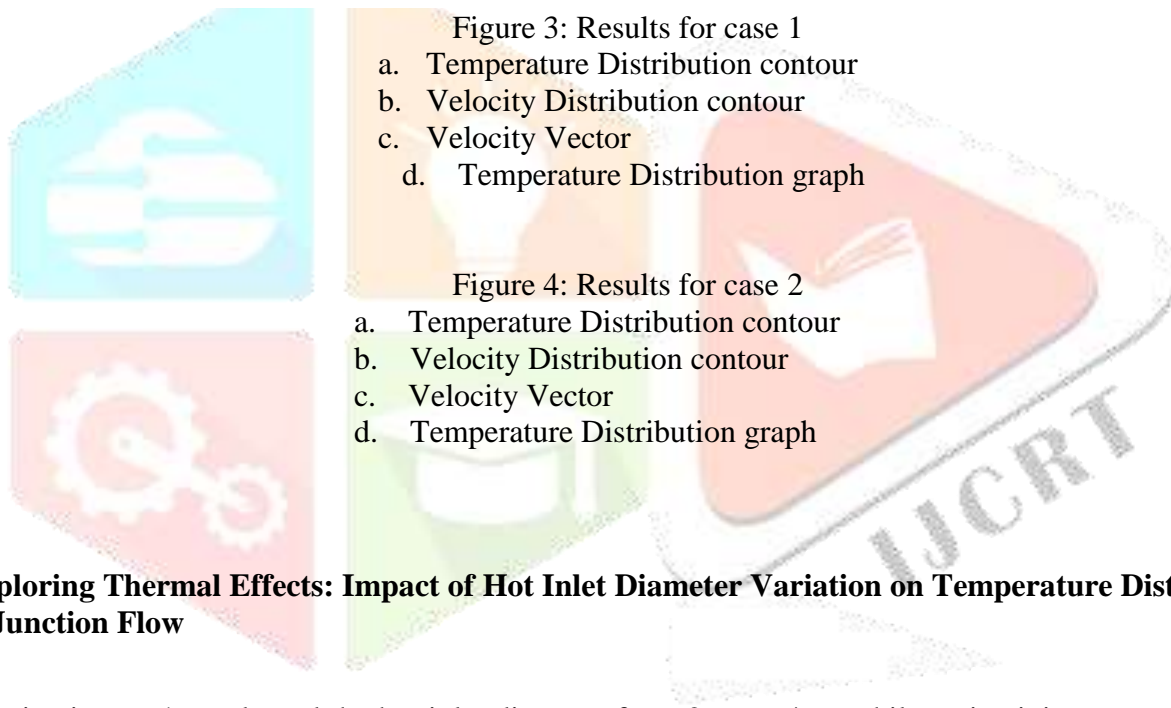 Figure 3: Results for case 1
a. Temperature Distribution contour
b. Velocity Distribution contour
c. Velocity Vector
d. Temperature Distribution graph
Figure 4: Results for case 2
a. Temperature Distribution contour
b. Velocity Distribution contour
c. Velocity Vector
d. Temperature Distribution graph
IJCRT
ploring Thermal Effects: Impact of Hot Inlet Diameter Variation on Temperature Dist
Junction Flow